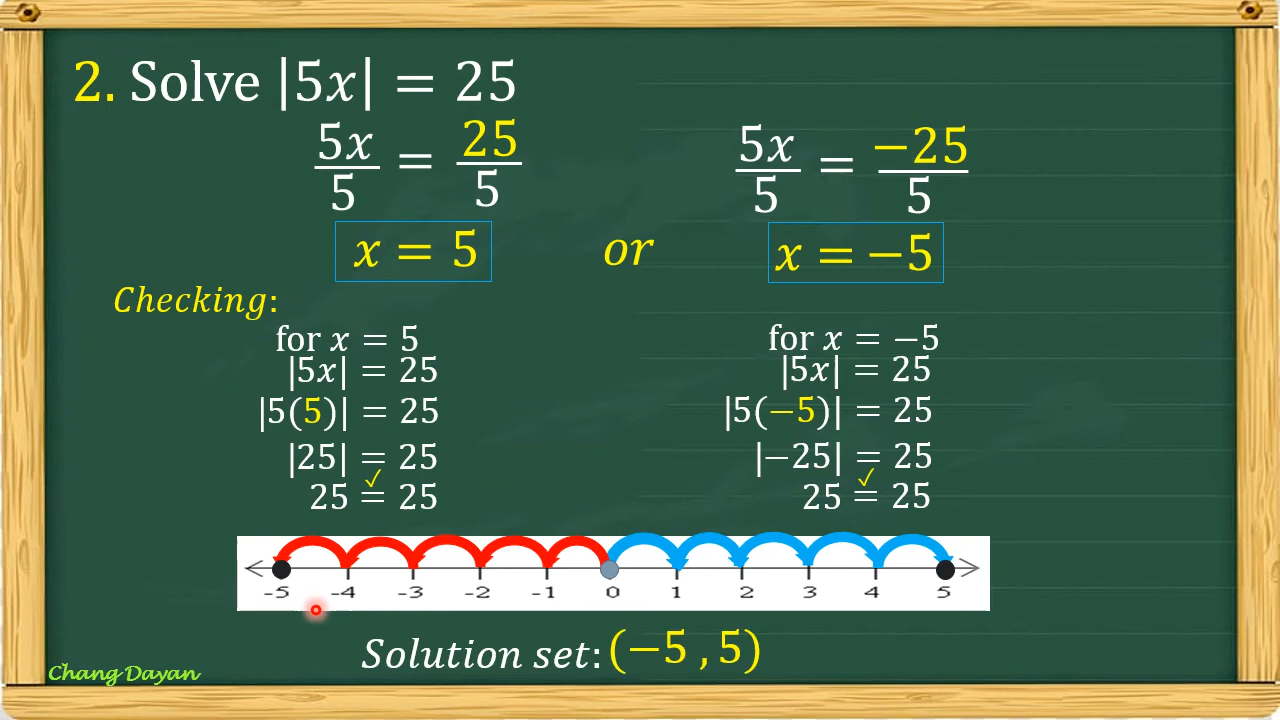 2. Solve |5x| = 25
5x/5 = 25/5
5x/5 = −25/5
x = 5 or x = −5
Checking:
for x = 5
|5x| = 25
|5(5)| = 25
|25| = 25
✓
25 = 25
for x = −5
|5x| = 25
|5(−5)| = 25
|−25| = 25
✓
25 = 25
-5 -4 -3 -2 -1 0 1 2 3 4 5
Solution set: (−5 , 5)
Chang Dayan